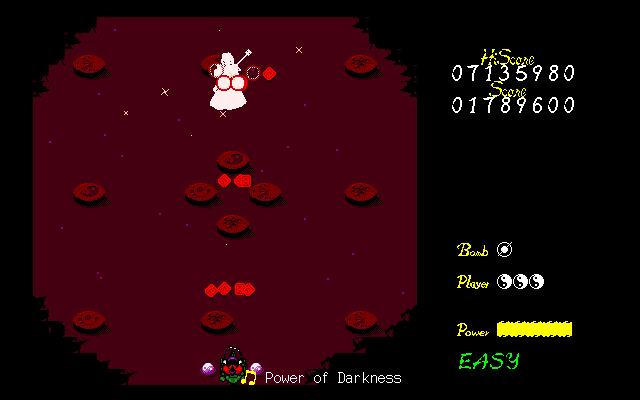 HiScore
07135980
Score
01789600
Bomb
Player
Power
EASY
Power of Darkness